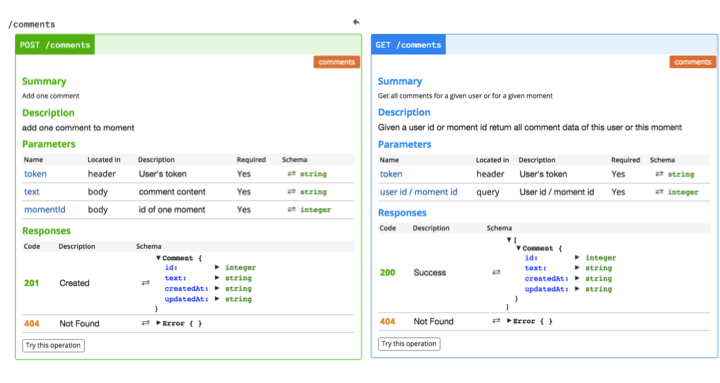 /comments
POST /comments
comments
Summary
Add one comment
Description
add one comment to moment
Parameters
Name Located in Description Required Schema
token header User's token Yes ⇄ string
text body comment content Yes ⇄ string
momentId body id of one moment Yes ⇄ integer
Responses
Code Description Schema
201 Created ⇄ ▼Comment {
id: ▶ integer
text: ▶ string
createdAt: ▶ string
updatedAt: ▶ string
}
404 Not Found ⇄ ▶Error { }
Try this operation
GET /comments
comments
Summary
Get all comments for a given user or for a given moment
Description
Given a user id or moment id return all comment data of this user or this moment
Parameters
Name Located in Description Required Schema
token header User's token Yes ⇄ string
user id / moment id query User id / moment id Yes ⇄ integer
Responses
Code Description Schema
200 Success ⇄ ▼[
▼Comment {
id: ▶ integer
text: ▶ string
createdAt: ▶ string
updatedAt: ▶ string
}
]
404 Not Found ⇄ ▶Error { }
Try this operation